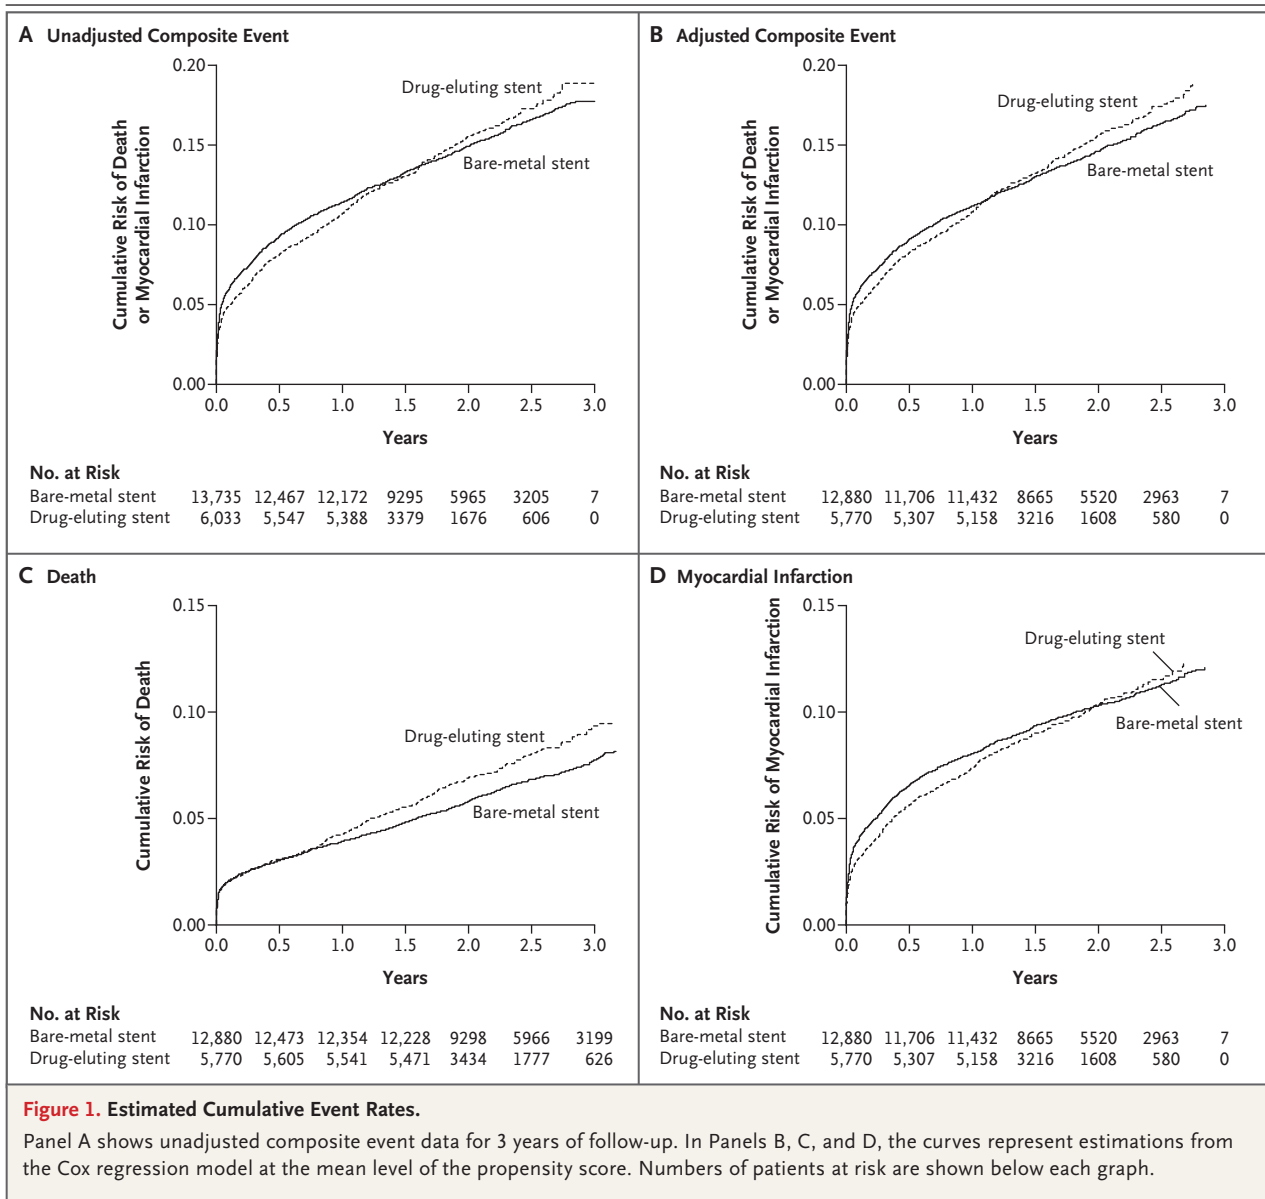 A Unadjusted Composite Event
Cumulative Risk of Death
or Myocardial Infarction
0.20
0.15
0.10
0.05
0.00
Drug-eluting stent
Bare-metal stent
0.0 0.5 1.0 1.5 2.0 2.5 3.0
Years
No. at Risk
Bare-metal stent 13,735 12,467 12,172 9295 5965 3205 7
Drug-eluting stent 6,033 5,547 5,388 3379 1676 606 0
B Adjusted Composite Event
Cumulative Risk of Death
or Myocardial Infarction
0.20
0.15
0.10
0.05
0.00
Drug-eluting stent
Bare-metal stent
0.0 0.5 1.0 1.5 2.0 2.5 3.0
Years
No. at Risk
Bare-metal stent 12,880 11,706 11,432 8665 5520 2963 7
Drug-eluting stent 5,770 5,307 5,158 3216 1608 580 0
C Death
Cumulative Risk of Death
0.15
0.10
0.05
0.00
Drug-eluting stent
Bare-metal stent
0.0 0.5 1.0 1.5 2.0 2.5 3.0
Years
No. at Risk
Bare-metal stent 12,880 12,473 12,354 12,228 9298 5966 3199
Drug-eluting stent 5,770 5,605 5,541 5,471 3434 1777 626
D Myocardial Infarction
Cumulative Risk of Myocardial Infarction
0.15
0.10
0.05
0.00
Drug-eluting stent
Bare-metal stent
0.0 0.5 1.0 1.5 2.0 2.5 3.0
Years
No. at Risk
Bare-metal stent 12,880 11,706 11,432 8665 5520 2963 7
Drug-eluting stent 5,770 5,307 5,158 3216 1608 580 0
Figure 1. Estimated Cumulative Event Rates.
Panel A shows unadjusted composite event data for 3 years of follow-up. In Panels B, C, and D, the curves represent estimations from
the Cox regression model at the mean level of the propensity score. Numbers of patients at risk are shown below each graph.